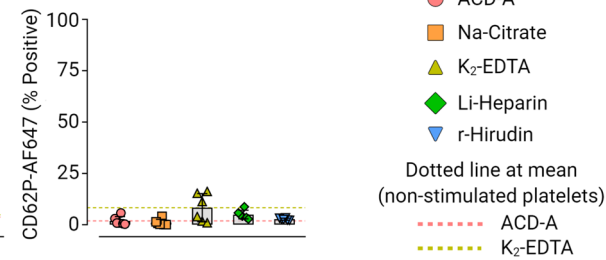 CD62P-AF647 (% Positive)
100
75
50
25
0
ACD-A
Na-Citrate
K₂-EDTA
Li-Heparin
r-Hirudin
Dotted line at mean
(non-stimulated platelets)
ACD-A
K₂-EDTA